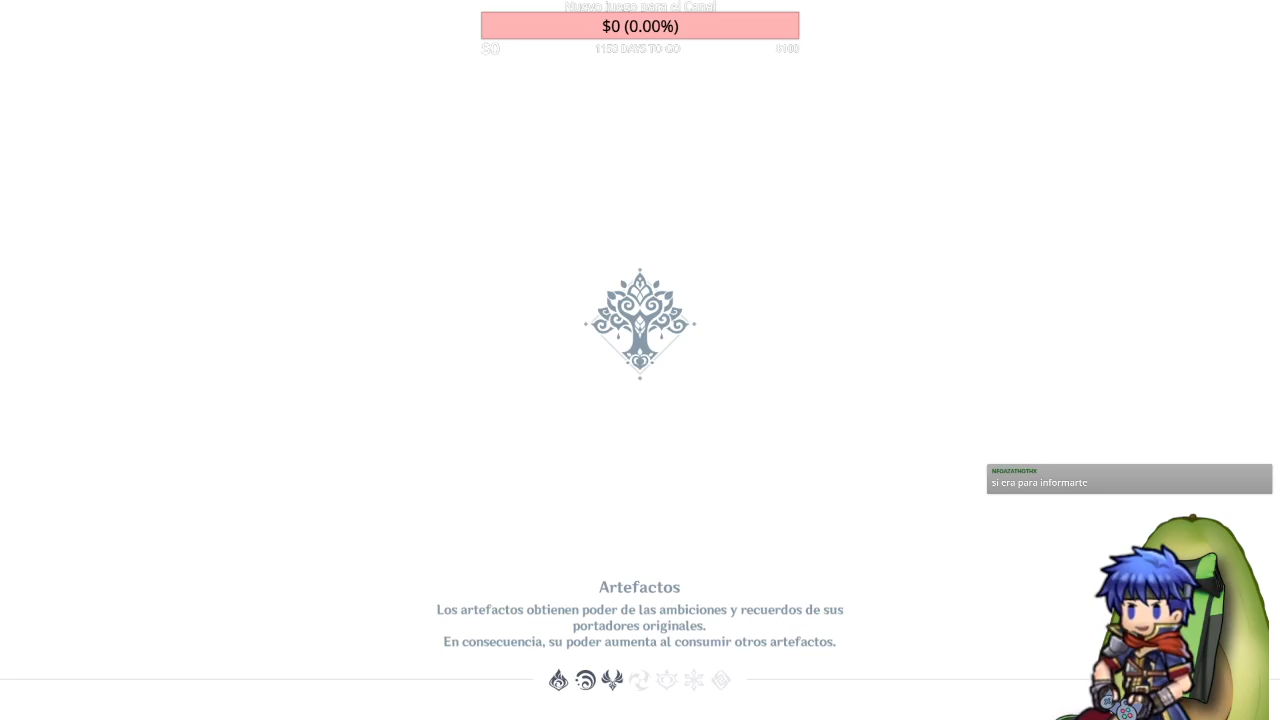 Nuevo juego para el Canal
$0 (0.00%)
$0 1153 DAYS TO GO $100
NFDAZATHOTHX
si era para informarte
Artefactos
Los artefactos obtienen poder de las ambiciones y recuerdos de sus
portadores originales.
En consecuencia, su poder aumenta al consumir otros artefactos.